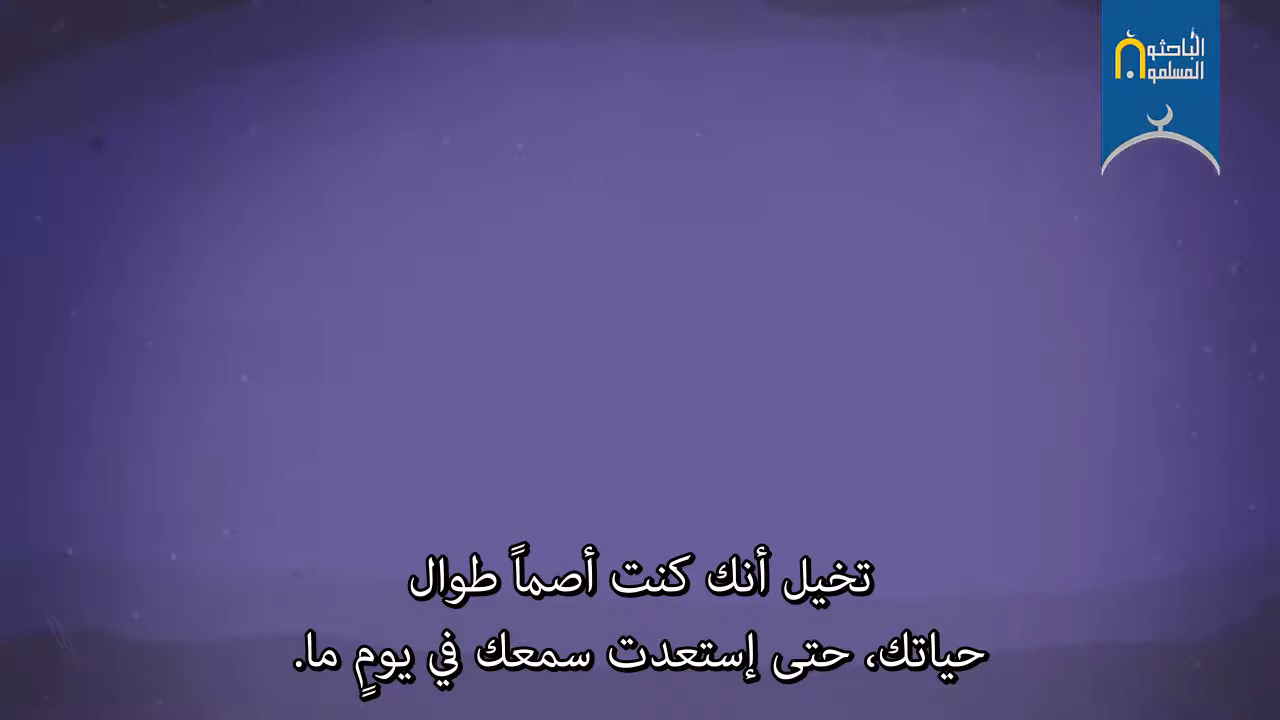 الباحثون
المسلمون
تخيل أنك كنت أصماً طوال
حياتك، حتى إستعدت سمعك في يومٍ ما.